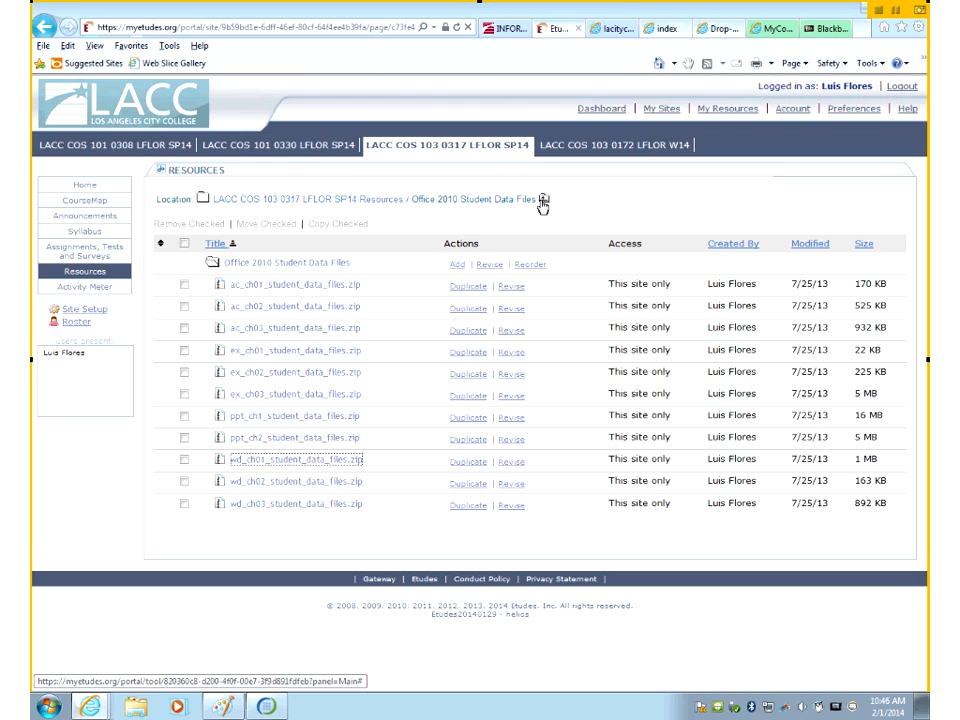 https://myetudes.org/portal/site/9b59bd1e-6dff-46ef-80cf-64f4ee4b39fa/page/c73fe4
INFOR...
Etu...
lacityc...
index
Drop-...
MyCo...
Blackb...
File Edit View Favorites Tools Help
Suggested Sites Web Slice Gallery
Page Safety Tools
Logged in as: Luis Flores | Logout
LACC
LOS ANGELES CITY COLLEGE
Dashboard | My Sites | My Resources | Account | Preferences | Help
LACC COS 101 0308 LFLOR SP14 | LACC COS 101 0330 LFLOR SP14 | LACC COS 103 0317 LFLOR SP14 LACC COS 103 0172 LFLOR W14 |
RESOURCES
Home
CourseMap
Announcements
Syllabus
Assignments, Tests
and Surveys
Resources
Activity Meter
Site Setup
Roster
users present:
Luis Flores
Location: LACC COS 103 0317 LFLOR SP14 Resources / Office 2010 Student Data Files
Remove Checked | Move Checked | Copy Checked
Title Actions Access Created By Modified Size
Office 2010 Student Data Files Add | Revise | Reorder
ac_ch01_student_data_files.zip Duplicate | Revise This site only Luis Flores 7/25/13 170 KB
ac_ch02_student_data_files.zip Duplicate | Revise This site only Luis Flores 7/25/13 525 KB
ac_ch03_student_data_files.zip Duplicate | Revise This site only Luis Flores 7/25/13 932 KB
ex_ch01_student_data_files.zip Duplicate | Revise This site only Luis Flores 7/25/13 22 KB
ex_ch02_student_data_files.zip Duplicate | Revise This site only Luis Flores 7/25/13 225 KB
ex_ch03_student_data_files.zip Duplicate | Revise This site only Luis Flores 7/25/13 5 MB
ppt_ch1_student_data_files.zip Duplicate | Revise This site only Luis Flores 7/25/13 16 MB
ppt_ch2_student_data_files.zip Duplicate | Revise This site only Luis Flores 7/25/13 5 MB
wd_ch01_student_data_files.zip Duplicate | Revise This site only Luis Flores 7/25/13 1 MB
wd_ch02_student_data_files.zip Duplicate | Revise This site only Luis Flores 7/25/13 163 KB
wd_ch03_student_data_files.zip Duplicate | Revise This site only Luis Flores 7/25/13 892 KB
| Gateway | Etudes | Conduct Policy | Privacy Statement |
© 2008, 2009, 2010, 2011, 2012, 2013, 2014 Etudes, Inc. All rights reserved.
Etudes20140129 - helios
https://myetudes.org/portal/tool/820360c8-d200-4f0f-00e7-3f9d891fdfeb?panel=Main#
10:46 AM
2/1/2014